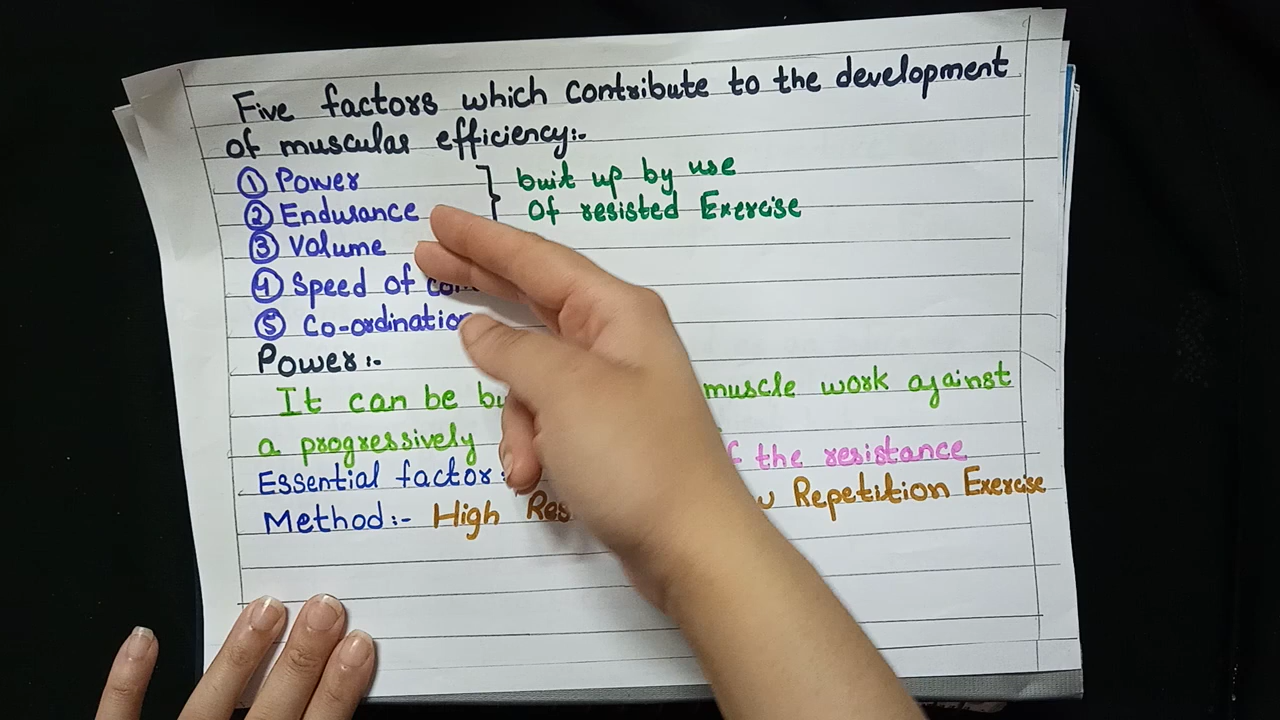 Five factors which contribute to the development
of muscular efficiency:-
① Power
② Endurance
③ Volume
④ Speed of
⑤ Co-ordination
buit up by use
Of resisted Exercise
Power:-
It can be muscle work against
a progressively
the resistance
Essential factor:
Method:- High Repetition Exercise